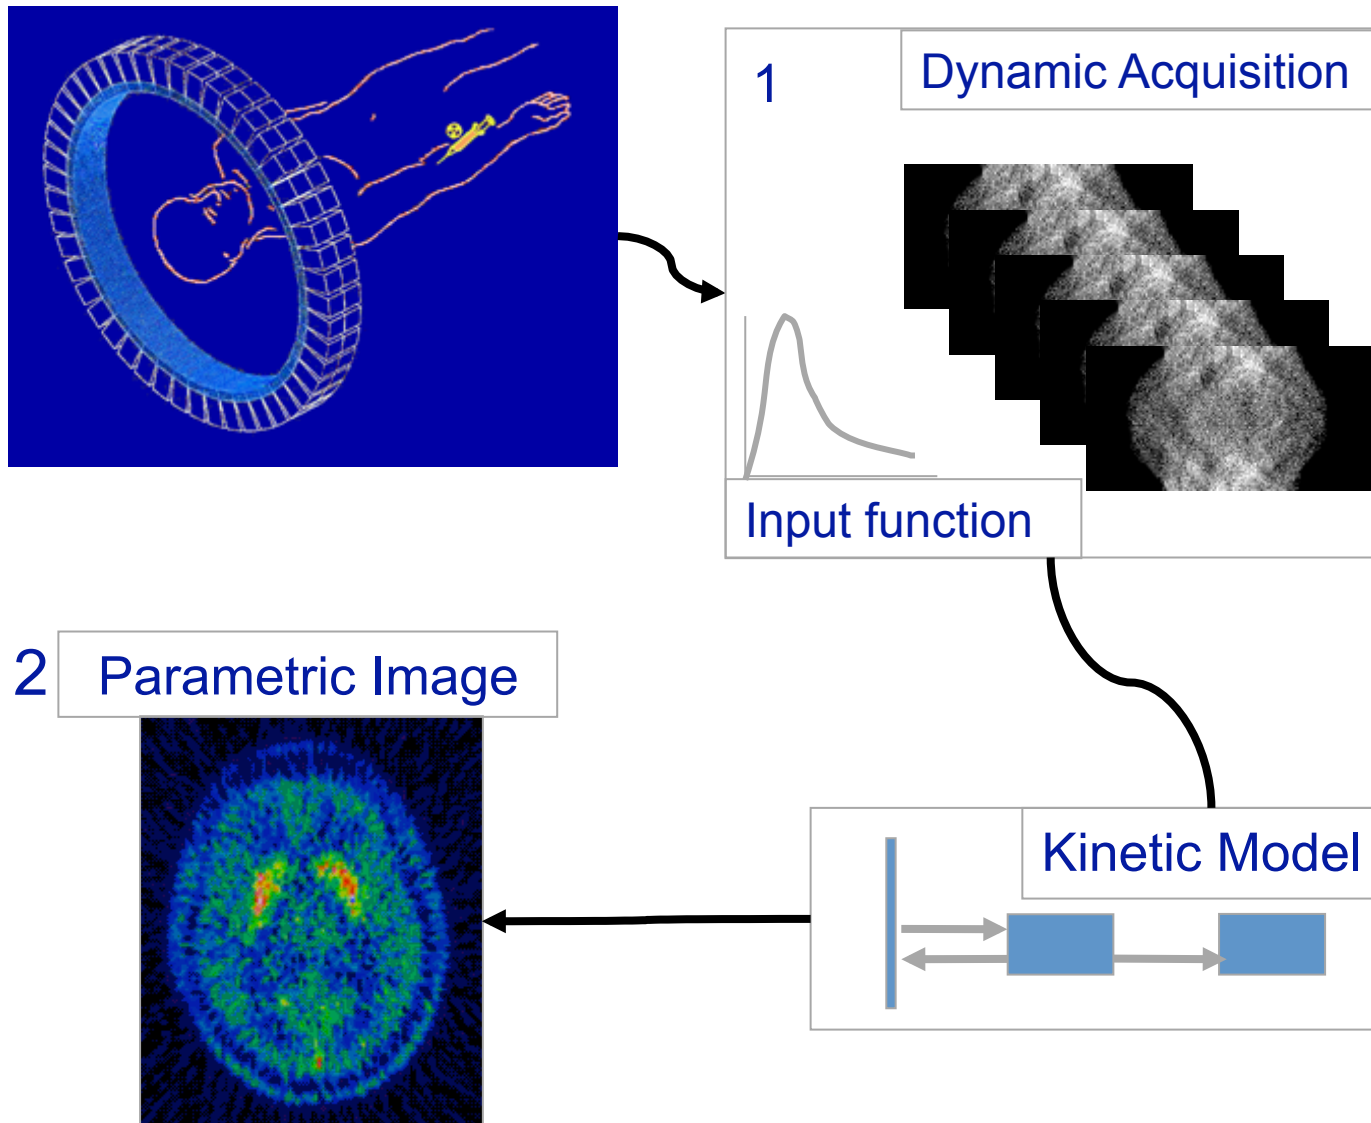 1
Dynamic Acquisition
Input function
2
Parametric Image
Kinetic Model